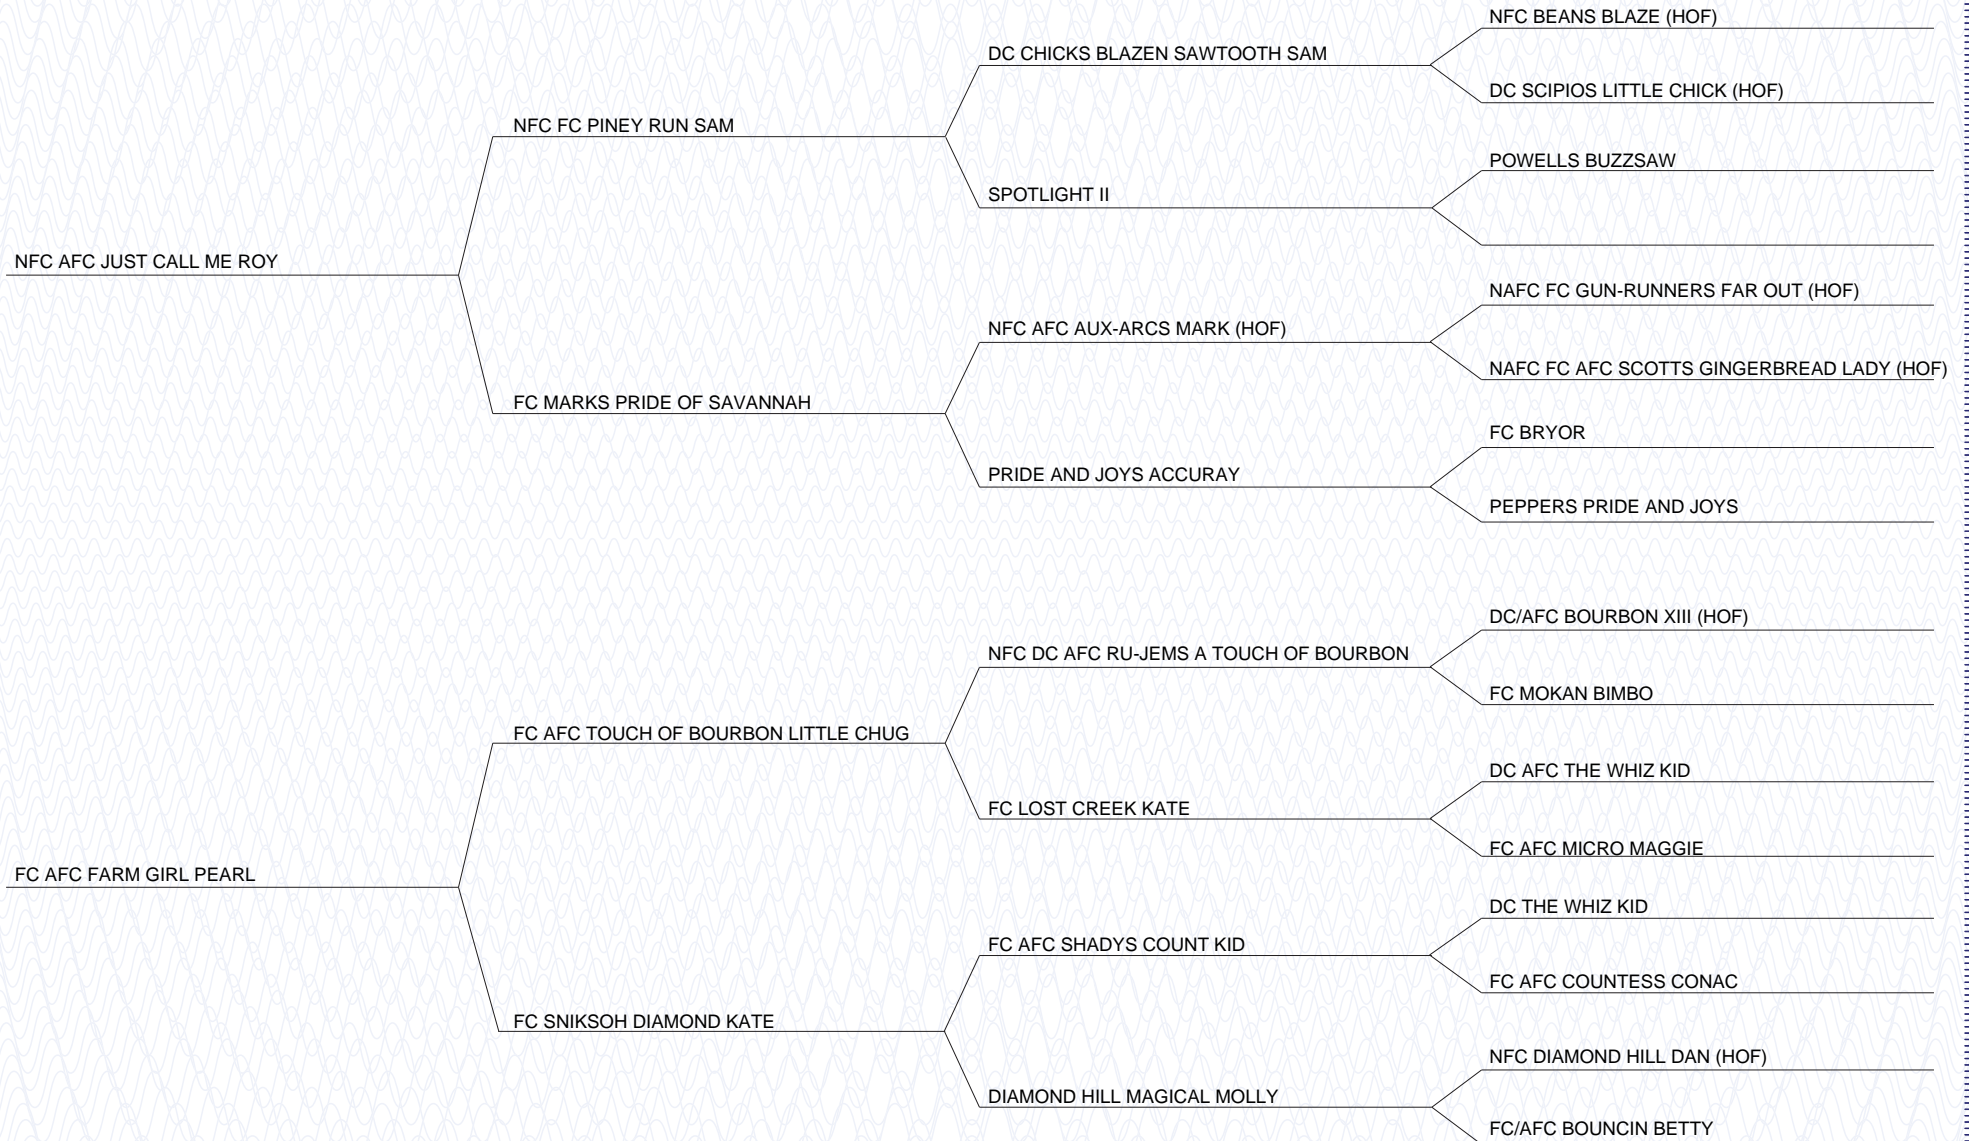 NFC BEANS BLAZE (HOF)
DC CHICKS BLAZEN SAWTOOTH SAM
DC SCIPIOS LITTLE CHICK (HOF)
NFC FC PINEY RUN SAM
POWELLS BUZZSAW
SPOTLIGHT II
NFC AFC JUST CALL ME ROY
NAFC FC GUN-RUNNERS FAR OUT (HOF)
NFC AFC AUX-ARCS MARK (HOF)
NAFC FC AFC SCOTTS GINGERBREAD LADY (HOF)
FC MARKS PRIDE OF SAVANNAH
FC BRYOR
PRIDE AND JOYS ACCURAY
PEPPERS PRIDE AND JOYS
DC/AFC BOURBON XIII (HOF)
NFC DC AFC RU-JEMS A TOUCH OF BOURBON
FC MOKAN BIMBO
FC AFC TOUCH OF BOURBON LITTLE CHUG
DC AFC THE WHIZ KID
FC LOST CREEK KATE
FC AFC MICRO MAGGIE
FC AFC FARM GIRL PEARL
DC THE WHIZ KID
FC AFC SHADYS COUNT KID
FC AFC COUNTESS CONAC
FC SNIKSOH DIAMOND KATE
NFC DIAMOND HILL DAN (HOF)
DIAMOND HILL MAGICAL MOLLY
FC/AFC BOUNCIN BETTY